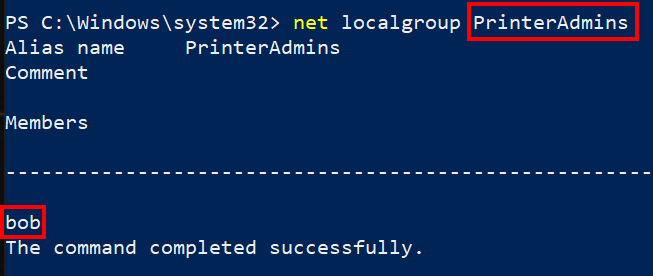 PS C:\Windows\system32> net localgroup PrinterAdmins
Alias name     PrinterAdmins
Comment
Members
-------------------------------------------------------
bob
The command completed successfully.